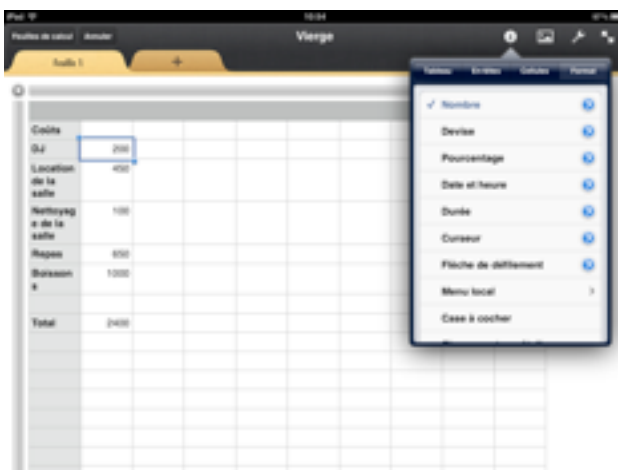 iPad 10:04
Feuilles de calcul Annuler Vierge
Feuille 1 +
Tableau En-têtes Cellules Format
✓ Nombre
Devise
Pourcentage
Date et heure
Durée
Curseur
Flèche de défilement
Menu local
Case à cocher
Coûts
DJ 200
Location
de la
salle 450
Nettoyag
e de la
salle 100
Repas 650
Boisson
s 1000
Total 2400